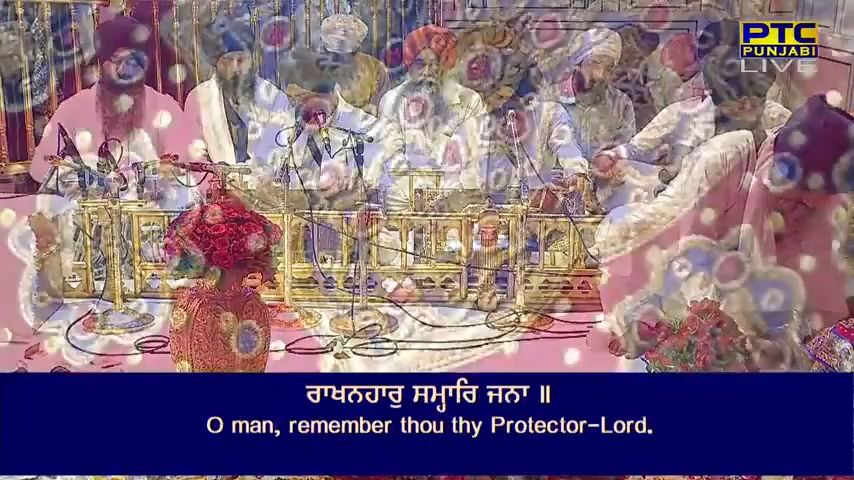 PTC
PUNJABI
LIVE
ਰਾਖਨਹਾਰੁ ਸਮ੍ਹਾਰਿ ਜਨਾ ॥
O man, remember thou thy Protector-Lord.